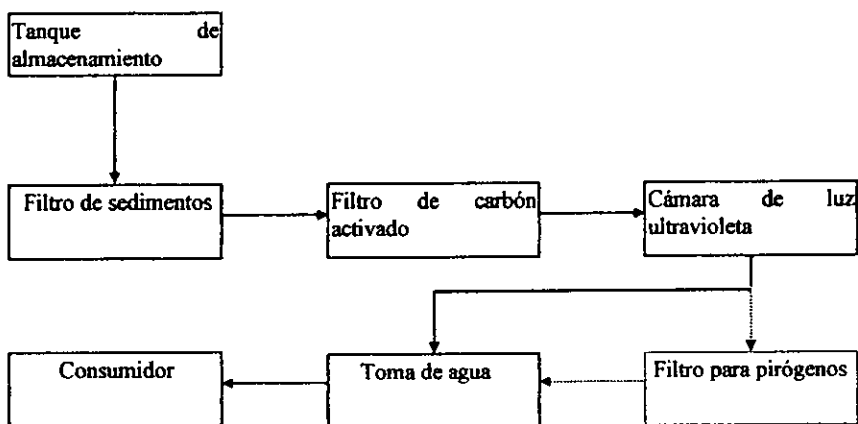 Tanque de
almacenamiento
Filtro de sedimentos
Filtro de carbón
activado
Cámara de luz
ultravioleta
Consumidor
Toma de agua
Filtro para pirógenos